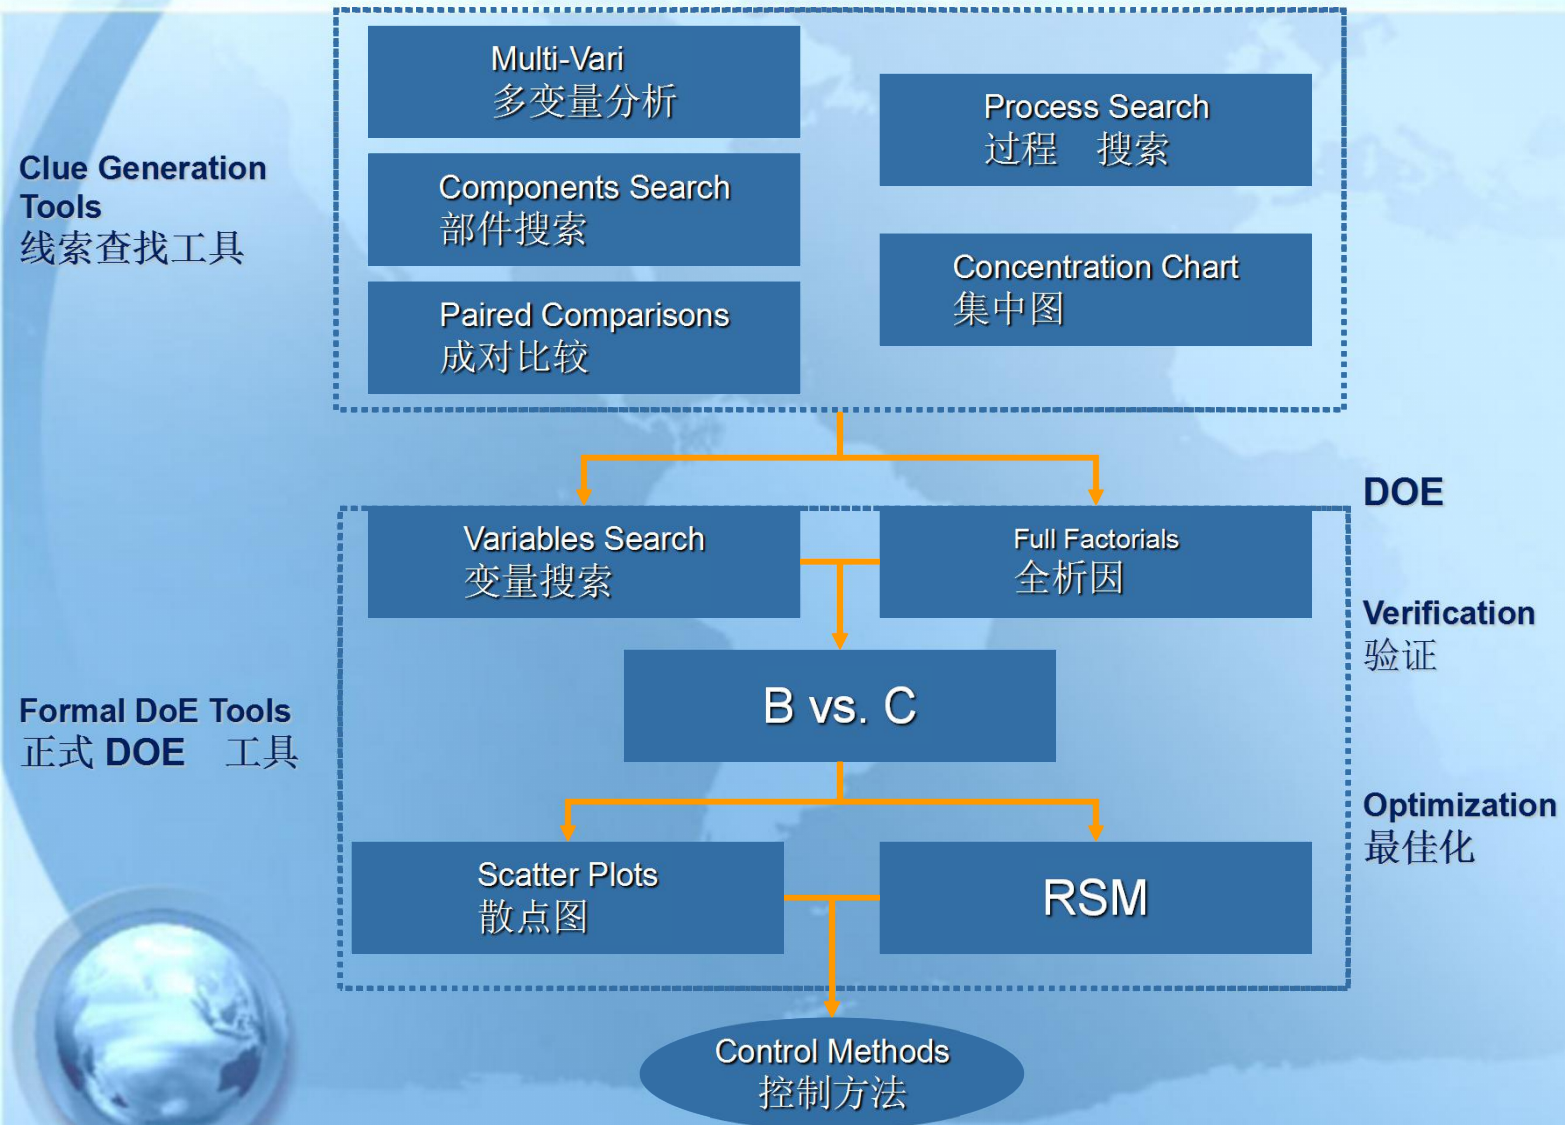 Multi-Vari
多变量分析
Process Search
过程 搜索
Clue Generation
Tools
线索查找工具
Components Search
部件搜索
Concentration Chart
集中图
Paired Comparisons
成对比较
DOE
Variables Search
变量搜索
Full Factorials
全析因
Verification
验证
B vs. C
Formal DoE Tools
正式 DOE 工具
Optimization
最佳化
Scatter Plots
散点图
RSM
Control Methods
控制方法